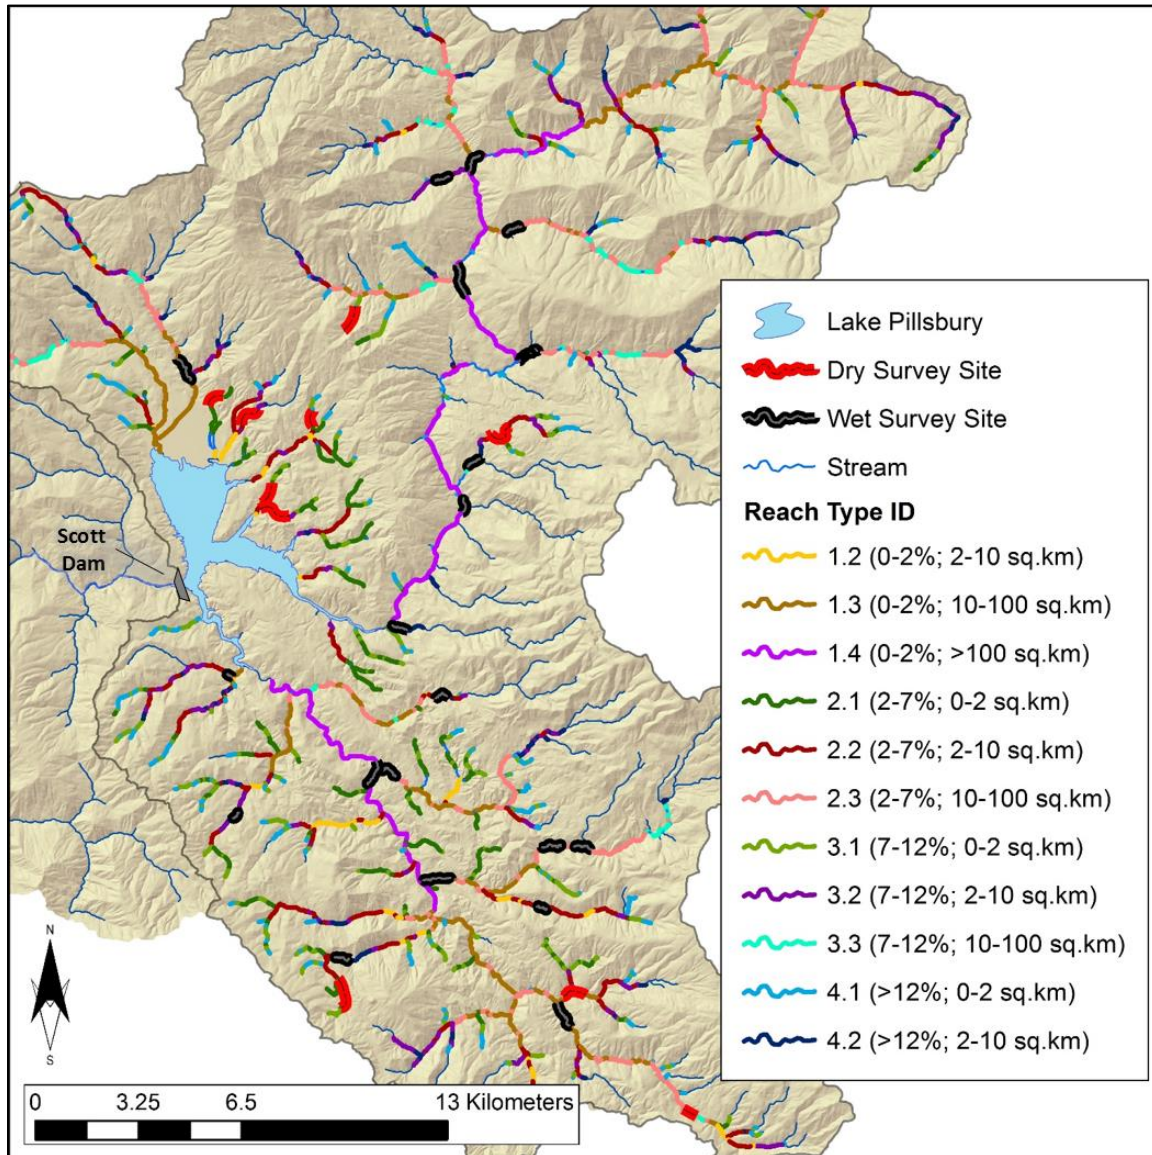 Lake Pillsbury
Dry Survey Site
Wet Survey Site
Stream
Reach Type ID
Scott
Dam
1.2 (0-2%; 2-10 sq.km)
1.3 (0-2%; 10-100 sq.km)
1.4 (0-2%; >100 sq.km)
2.1 (2-7%; 0-2 sq.km)
2.2 (2-7%; 2-10 sq.km)
2.3 (2-7%; 10-100 sq.km)
3.1 (7-12%; 0-2 sq.km)
3.2 (7-12%; 2-10 sq.km)
3.3 (7-12%; 10-100 sq.km)
4.1 (>12%; 0-2 sq.km)
4.2 (>12%; 2-10 sq.km)
N
S
0 3.25 6.5 13 Kilometers